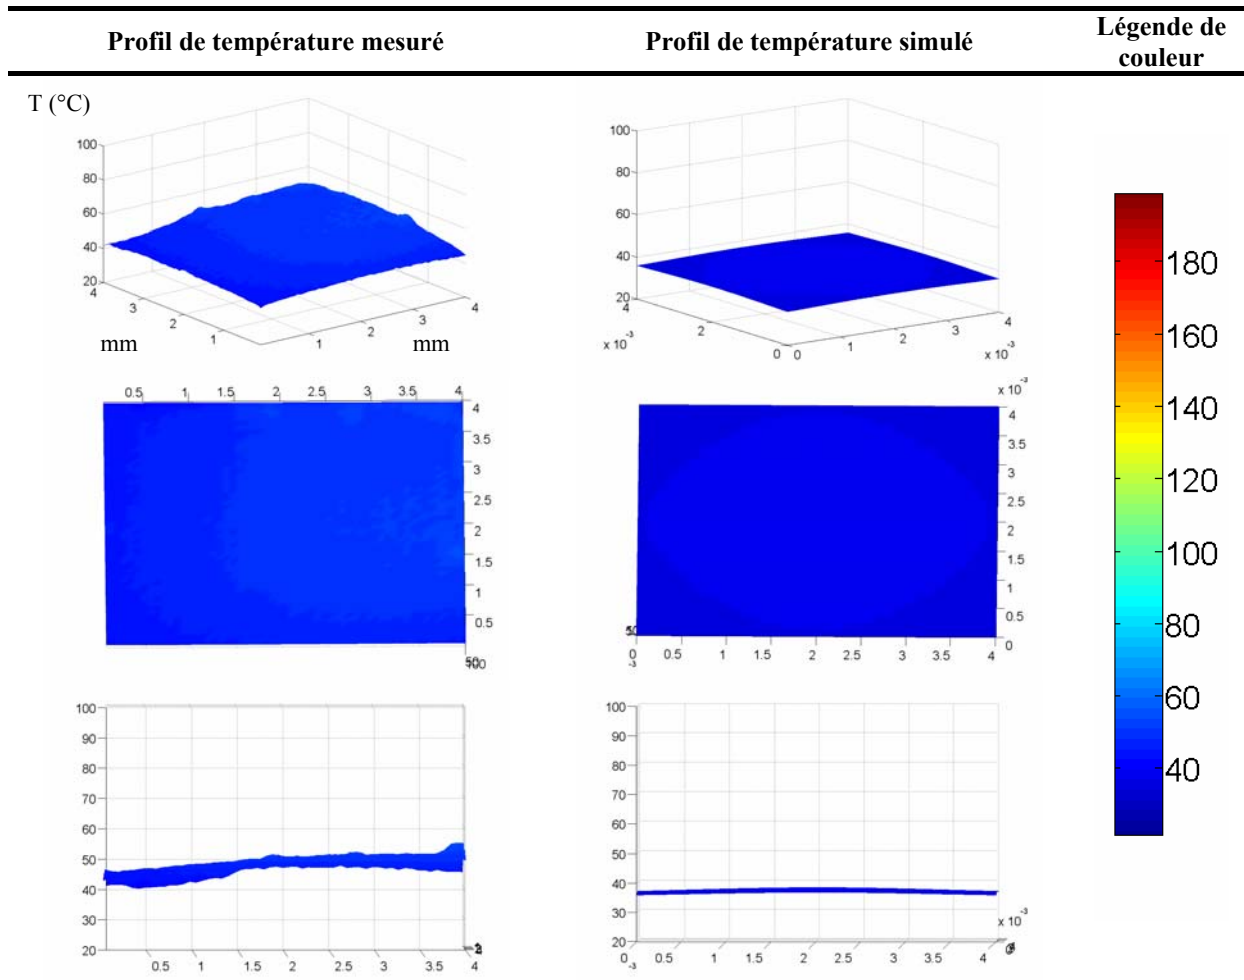 Profil de température mesuré Profil de température simulé Légende de
couleur
T (°C)
100 80 60 40 20
4 3 2 1
1 2 3 4
mm mm
100 80 60 40 20
4 2 0
0 1 2 3 4
x 10⁻³ x 10⁻³
0.5 1 1.5 2 2.5 3 3.5 4
4 3.5 3 2.5 2 1.5 1 0.5
x 10⁻³
4 3.5 3 2.5 2 1.5 1 0.5 0
0 0.5 1 1.5 2 2.5 3 3.5 4
-3
100 90 80 70 60 50 40 30 20
0.5 1 1.5 2 2.5 3 3.5 4
100 90 80 70 60 50 40 30 20
x 10⁻³
0 0.5 1 1.5 2 2.5 3 3.5 4
-3
180
160
140
120
100
80
60
40